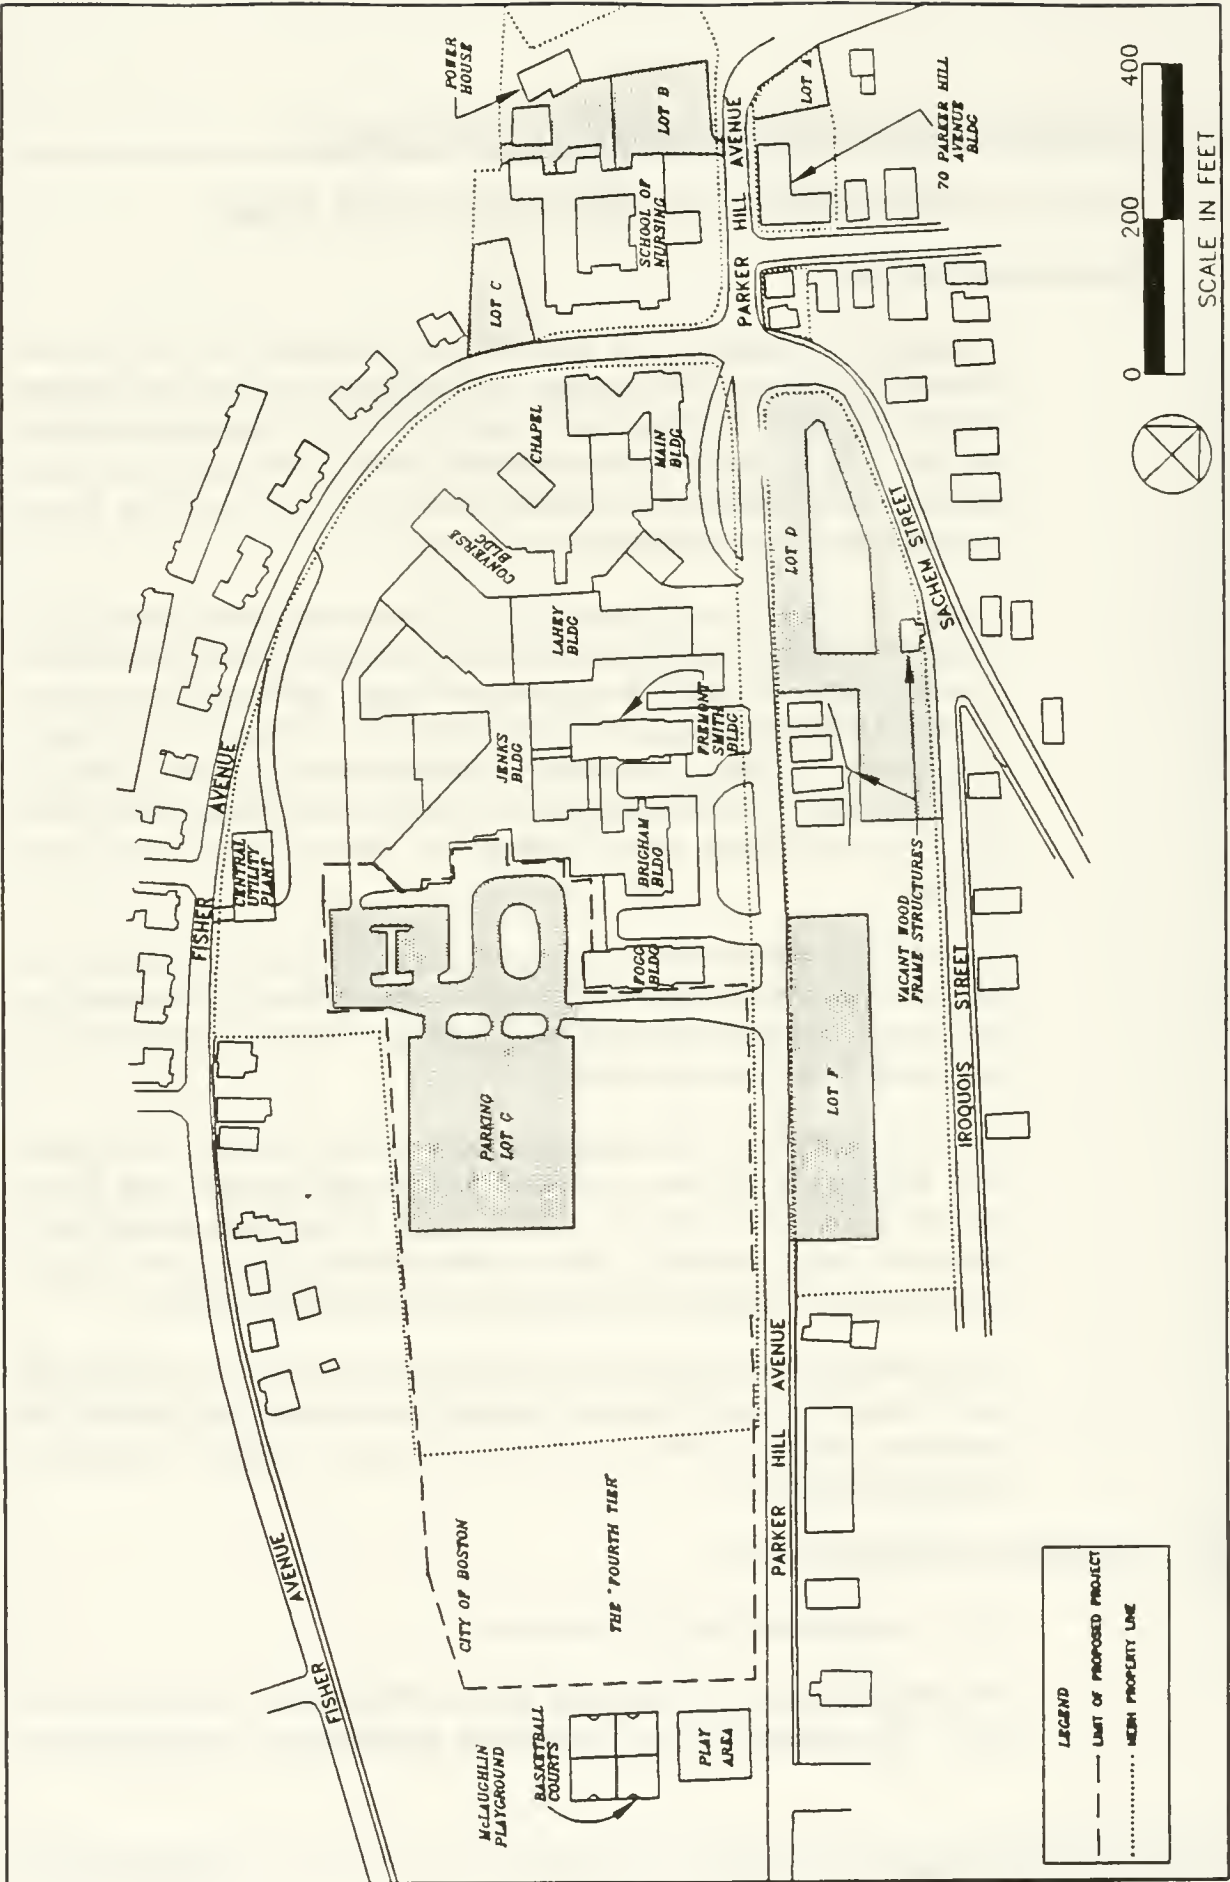 POWER
HOUSE
LOT B
LOT A
70 PARKER HILL
AVENUE
BLDG
SCHOOL OF
NURSING
LOT C
PARKER HILL AVENUE
CHAPEL
MAIN
BLDG
CONVERSE
BLDG
LAHEY
BLDG
LOT D
SACHEM STREET
JENKS
BLDG
FREMONT
SMITH
BLDG
BRIGHAM
BLDG
FOGG
BLDG
VACANT WOOD
FRAME STRUCTURES
CENTRAL
UTILITY
PLANT
FISHER AVENUE
PARKING
LOT G
LOT F
IROQUOIS STREET
PARKER HILL AVENUE
CITY OF BOSTON
THE "FOURTH TIER"
FISHER AVENUE
McLAUGHLIN
PLAYGROUND
BASKETBALL
COURTS
PLAY
AREA
0 200 400
SCALE IN FEET
LEGEND
LIMIT OF PROPOSED PROJECT
NEBH PROPERTY LINE